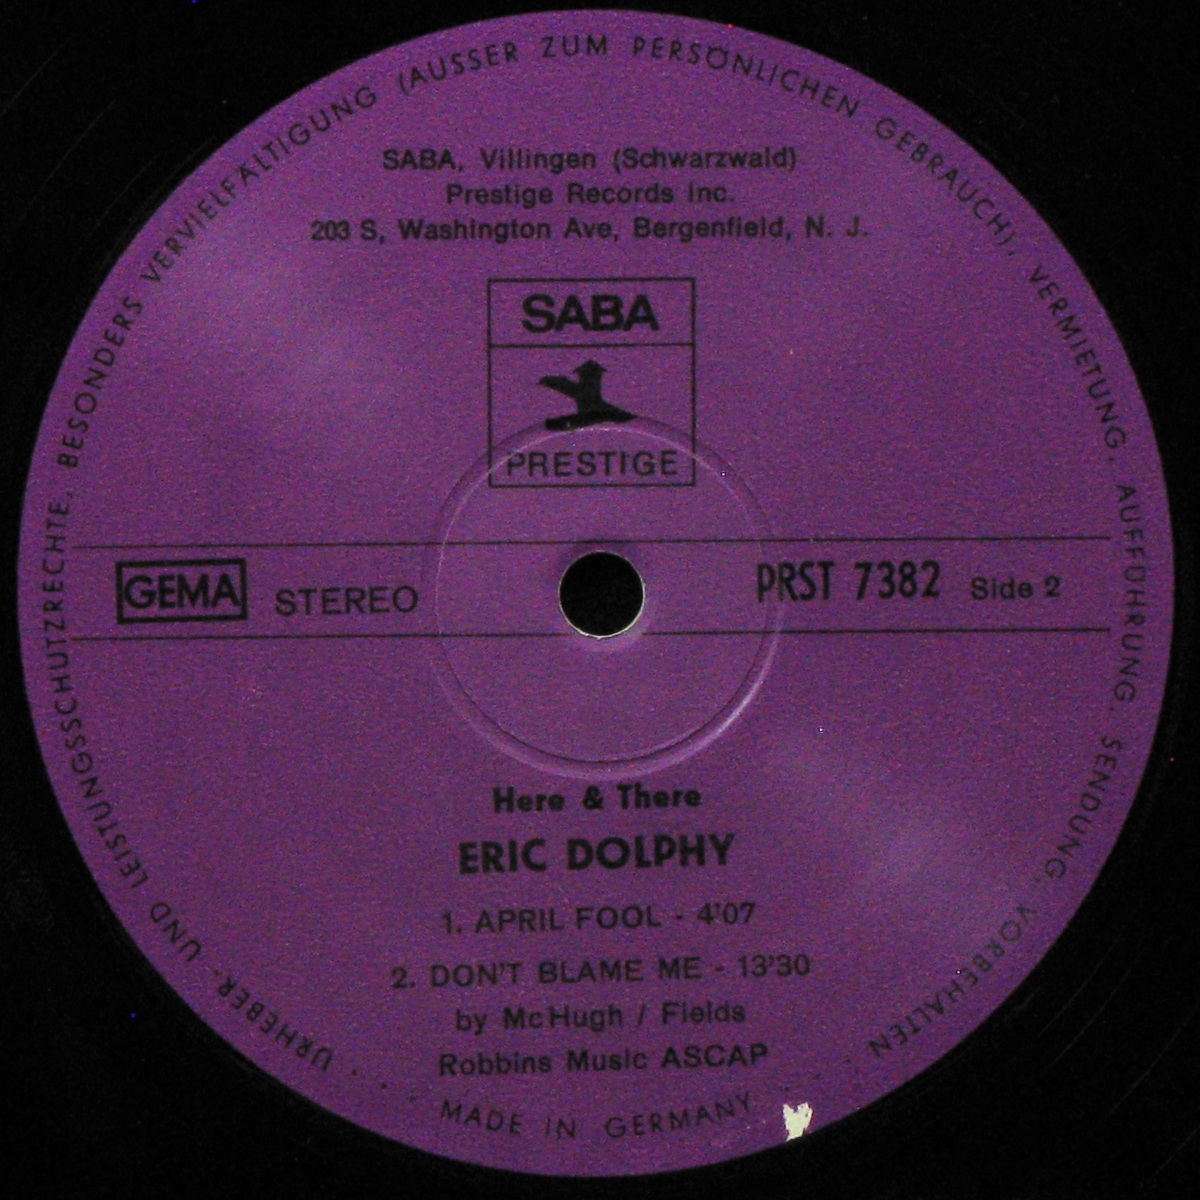 URHEBER- UND LEISTUNGSSCHUTZRECHTE, BESONDERS VERVIELFÄLTIGUNG (AUSSER ZUM PERSÖNLICHEN GEBRAUCH), VERMIETUNG, AUFFÜHRUNG, SENDUNG, VORBEHALTEN
SABA, Villingen (Schwarzwald)
Prestige Records Inc.
203 S, Washington Ave, Bergenfield, N. J.
SABA
PRESTIGE
GEMA STEREO PRST 7382 Side 2
Here & There
ERIC DOLPHY
1. APRIL FOOL - 4'07
2. DON'T BLAME ME - 13'30
by McHugh / Fields
Robbins Music ASCAP
MADE IN GERMANY